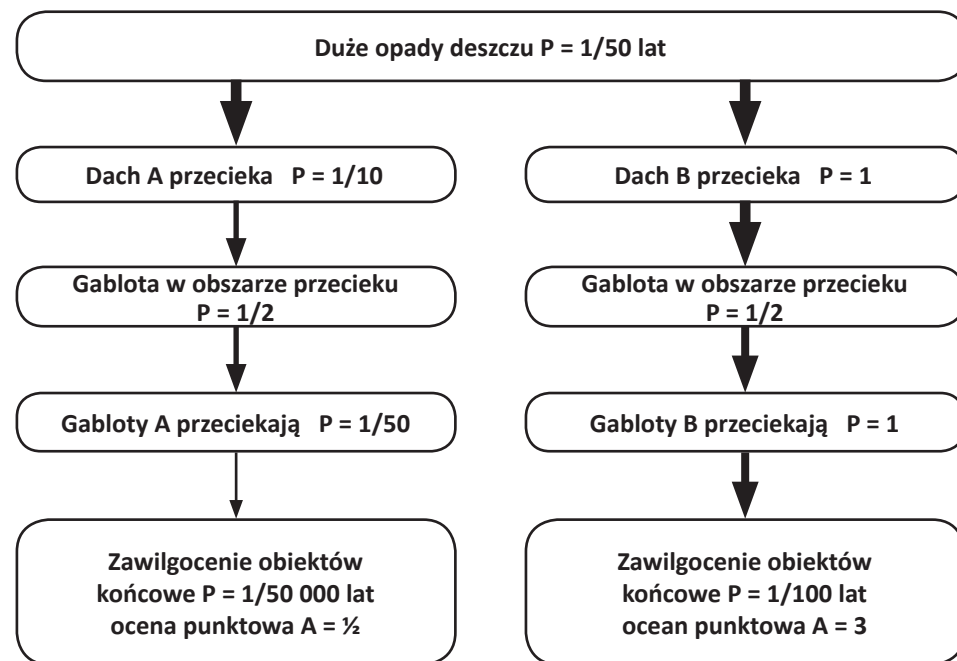 Duże opady deszczu P = 1/50 lat
Dach A przecieka P = 1/10
Gablota w obszarze przecieku
P = 1/2
Gabloty A przeciekają P = 1/50
Zawilgocenie obiektów
końcowe P = 1/50 000 lat
ocena punktowa A = ½
Dach B przecieka P = 1
Gablota w obszarze przecieku
P = 1/2
Gabloty B przeciekają P = 1
Zawilgocenie obiektów
końcowe P = 1/100 lat
ocean punktowa A = 3